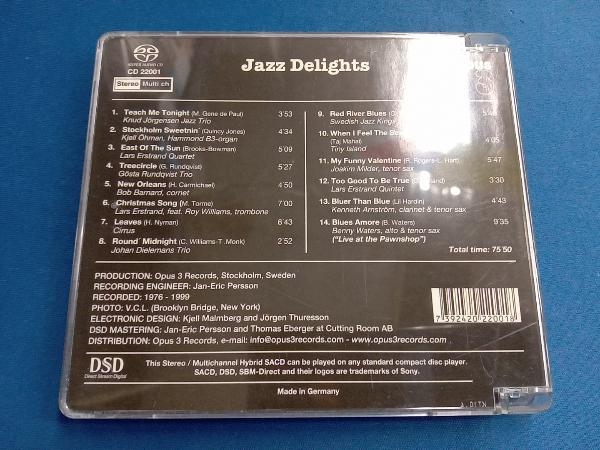 SUPER AUDIO CD
CD 22001
Stereo Multi ch
Jazz Delights
1. Teach Me Tonight (M. Gene de Paul) 3'53
Knud Jörgensen Jazz Trio
2. Stockholm Sweetnin' (Quincy Jones) 4'34
Kjell Öhman, Hammond B3-organ
3. East Of The Sun (Brooks-Bowman) 5'09
Lars Erstrand Quartet
4. Treecircle (G. Rundqvist) 5'27
Gösta Rundqvist Trio
5. New Orleans (H. Carmichael) 4'50
Bob Barnard, cornet
6. Christmas Song (M. Torme) 7'00
Lars Erstrand, feat. Roy Williams, trombone
7. Leaves (H. Nyman) 6'43
Cirrus
8. Round' Midnight (C. Williams-T .Monk) 2'52
Johan Dielemans Trio
9. Red River Blues
Swedish Jazz Kings
10. When I Feel The
(Taj Mahal) 4'05
Tiny Island
11. My Funny Valentine (R. Rogers-L. Hart) 5'47
Joakim Milder, tenor sax
12. Too Good To Be True 3'30
Lars Erstrand Quintet
13. Bluer Than Blue (Lil Hardin) 4'43
Kenneth Arnström, clarinet & tenor sax
14. Blues Amore (B. Waters) 9'35
Benny Waters, alto & tenor sax
("Live at the Pawnshop")
Total time: 75'50
PRODUCTION: Opus 3 Records, Stockholm, Sweden
RECORDING ENGINEER: Jan-Eric Persson
RECORDED: 1976 - 1999
PHOTO: V.C.L. (Brooklyn Bridge, New York)
ELECTRONIC DESIGN: Kjell Malmberg and Jörgen Thuresson
DSD MASTERING: Jan-Eric Persson and Thomas Eberger at Cutting Room AB
DISTRIBUTION: Opus3 Records, e-mail: info@opus3records.com - www.opus3records.com
7 392420 220018
DSD
Direct Stream Digital
This Stereo / Multichannel Hybrid SACD can be played on any standard compact disc player.
SACD, DSD, SBM-Direct and their logos are trademarks of Sony.
Made in Germany